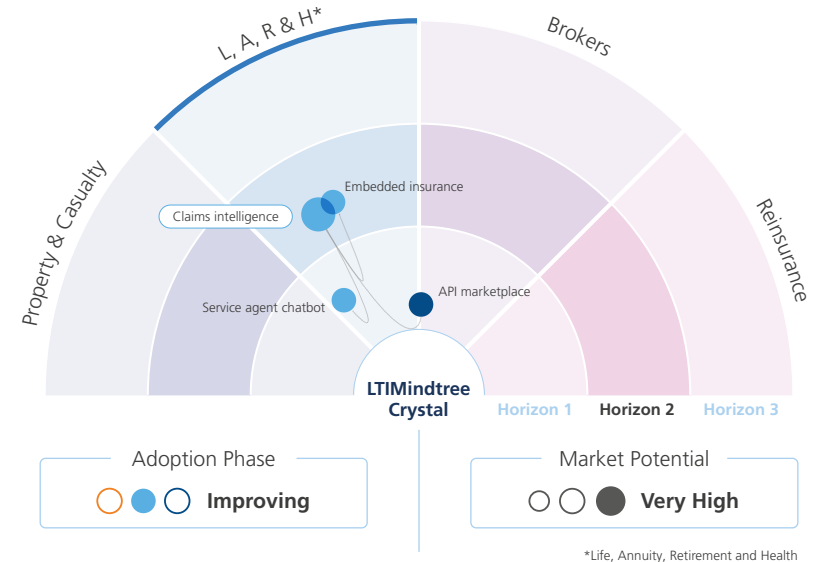 L, A, R & H*
Brokers
Property & Casualty
Reinsurance
Embedded insurance
Claims intelligence
API marketplace
Service agent chatbot
LTIMindtree
Crystal
Horizon 1
Horizon 2
Horizon 3
Adoption Phase
Improving
Market Potential
Very High
*Life, Annuity, Retirement and Health